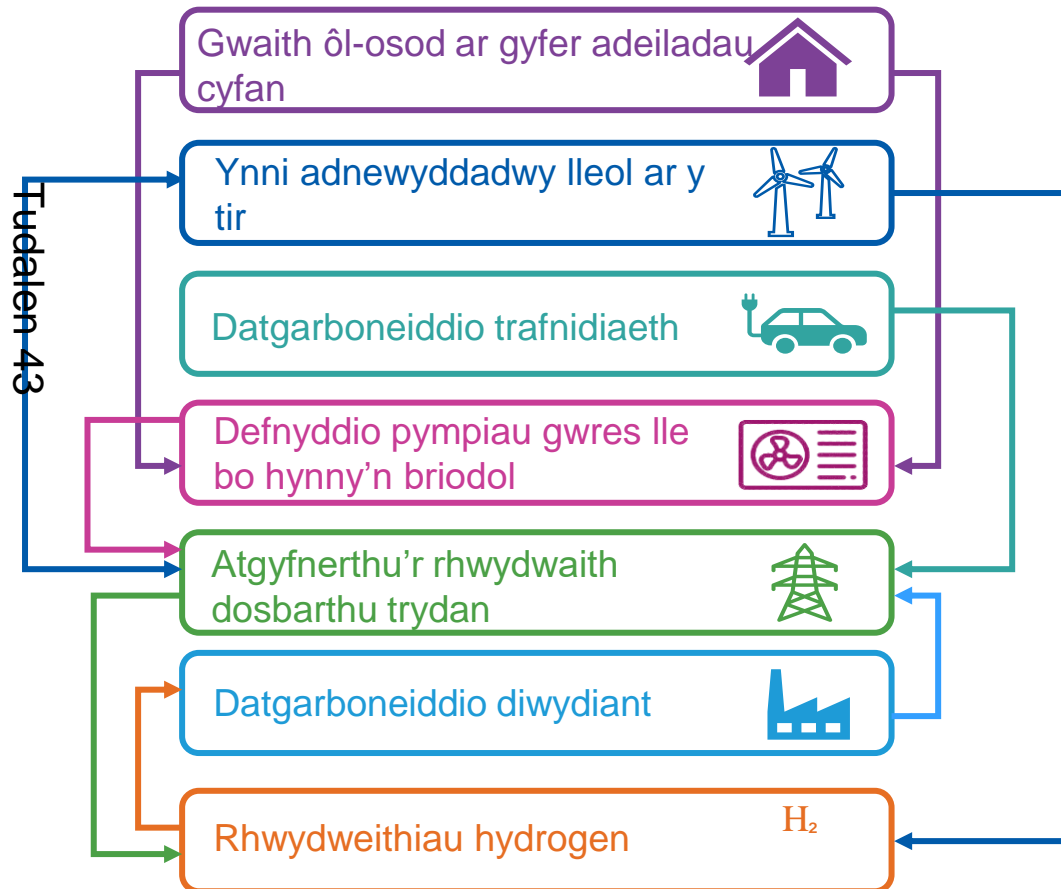 Gwaith ôl-osod ar gyfer adeiladau
cyfan
Ynni adnewyddadwy lleol ar y
tir
Tudalen 43
Datgarboneiddio trafnidiaeth
Defnyddio pympiau gwres lle
bo hynny’n briodol
Atgyfnerthu’r rhwydwaith
dosbarthu trydan
Datgarboneiddio diwydiant
Rhwydweithiau hydrogen
H₂